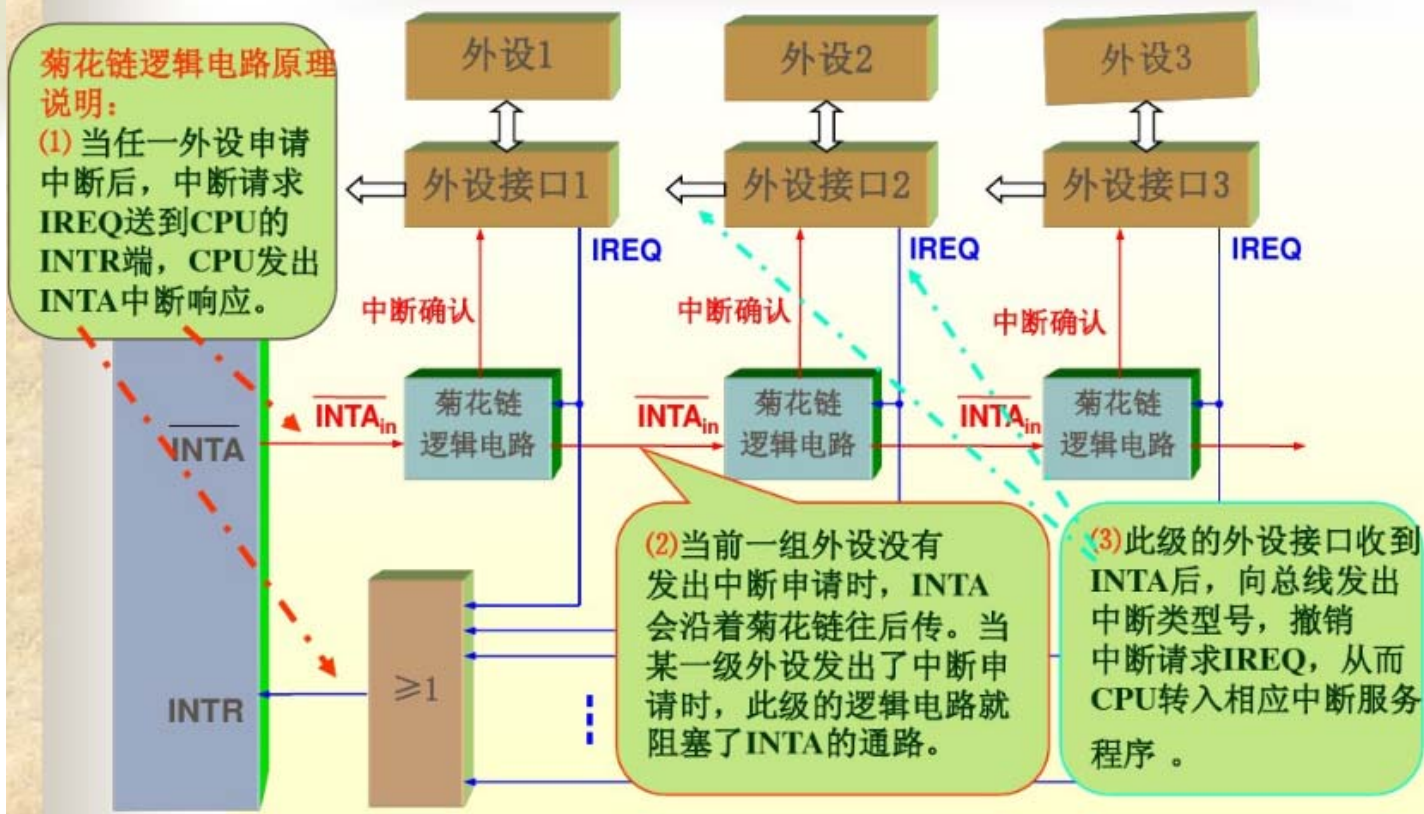 菊花链逻辑电路原理
说明：
(1) 当任一外设申请
中断后，中断请求
IREQ送到CPU的
INTR端，CPU发出
INTA中断响应。
外设1
外设2
外设3
外设接口1
外设接口2
外设接口3
IREQ
IREQ
IREQ
中断确认
中断确认
中断确认
INTA
INTAin
菊花链
逻辑电路
INTAin
菊花链
逻辑电路
INTAin
菊花链
逻辑电路
INTR
≥1
(2)当前一组外设没有
发出中断申请时，INTA
会沿着菊花链往后传。当
某一级外设发出了中断申
请时，此级的逻辑电路就
阻塞了INTA的通路。
(3)此级的外设接口收到
INTA后，向总线发出
中断类型号，撤销
中断请求IREQ，从而
CPU转入相应中断服务
程序 。